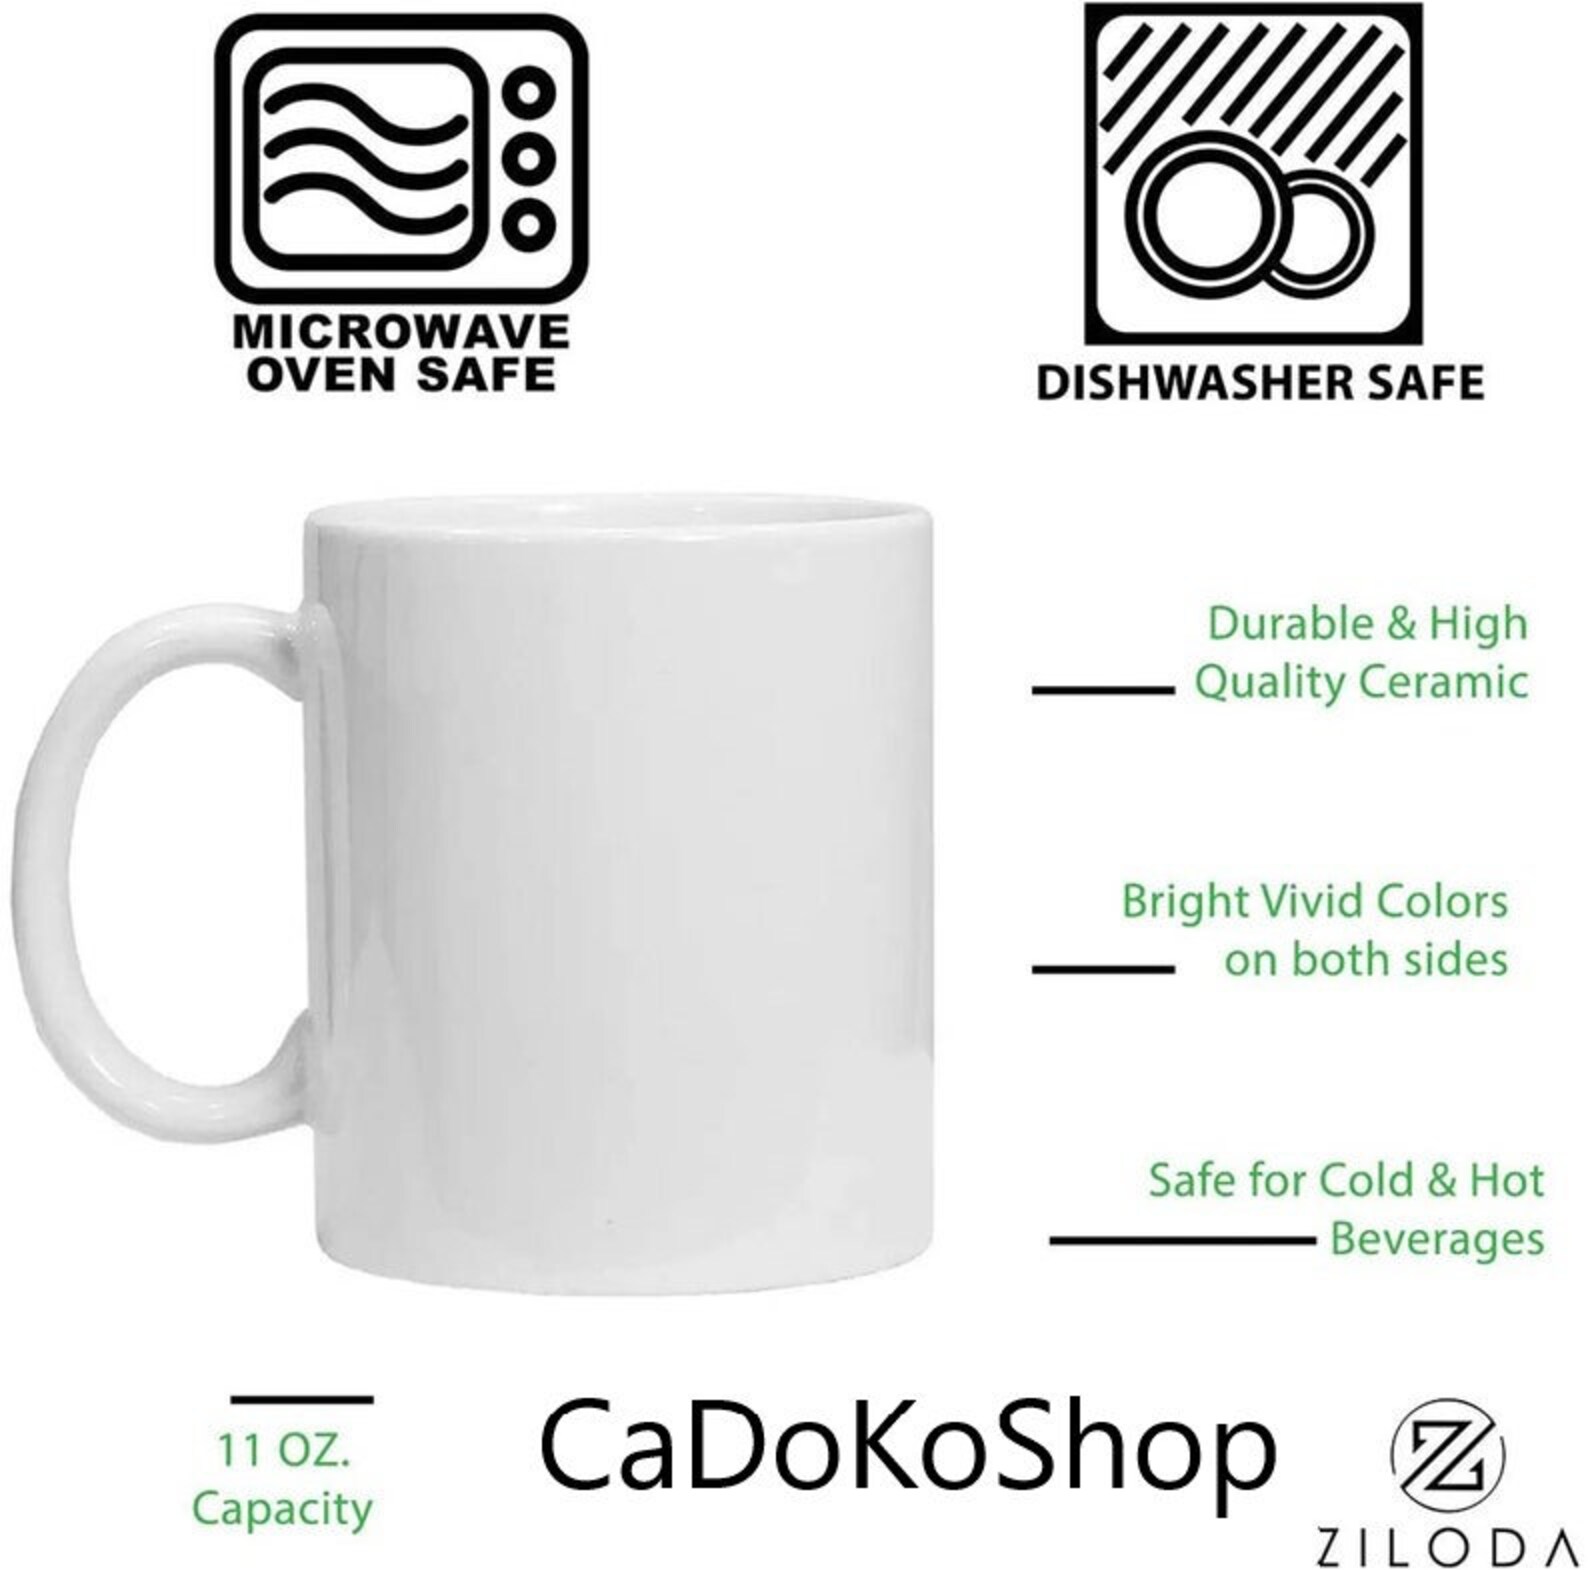 MICROWAVE
OVEN SAFE
DISHWASHER SAFE
Durable & High
Quality Ceramic
Bright Vivid Colors
on both sides
Safe for Cold & Hot
Beverages
11 OZ.
Capacity
CaDoKoShop
ZILODA